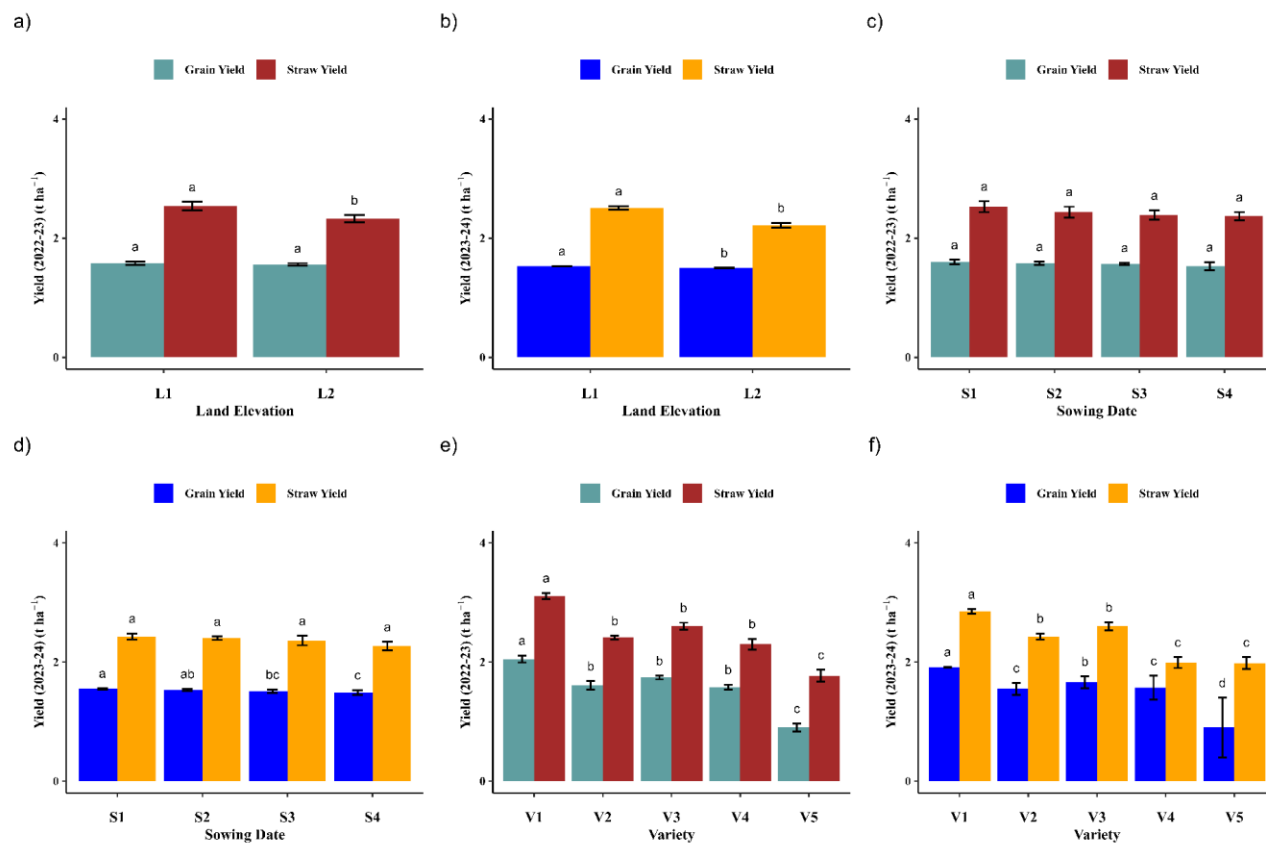 a)
Grain Yield Straw Yield
Yield (2022-23) (t ha⁻¹)
4
2
0
a
a
a
b
L1 L2
Land Elevation
b)
Grain Yield Straw Yield
Yield (2023-24) (t ha⁻¹)
4
2
0
a
a
b
b
L1 L2
Land Elevation
c)
Grain Yield Straw Yield
Yield (2022-23) (t ha⁻¹)
4
2
0
a a a a
a a a a
S1 S2 S3 S4
Sowing Date
d)
Grain Yield Straw Yield
Yield (2023-24) (t ha⁻¹)
4
2
0
a a a a
a ab bc c
S1 S2 S3 S4
Sowing Date
e)
Grain Yield Straw Yield
Yield (2022-23) (t ha⁻¹)
4
2
0
a b b b c
a b b b c
V1 V2 V3 V4 V5
Variety
f)
Grain Yield Straw Yield
Yield (2023-24) (t ha⁻¹)
4
2
0
a b b c c
a c b c d
V1 V2 V3 V4 V5
Variety